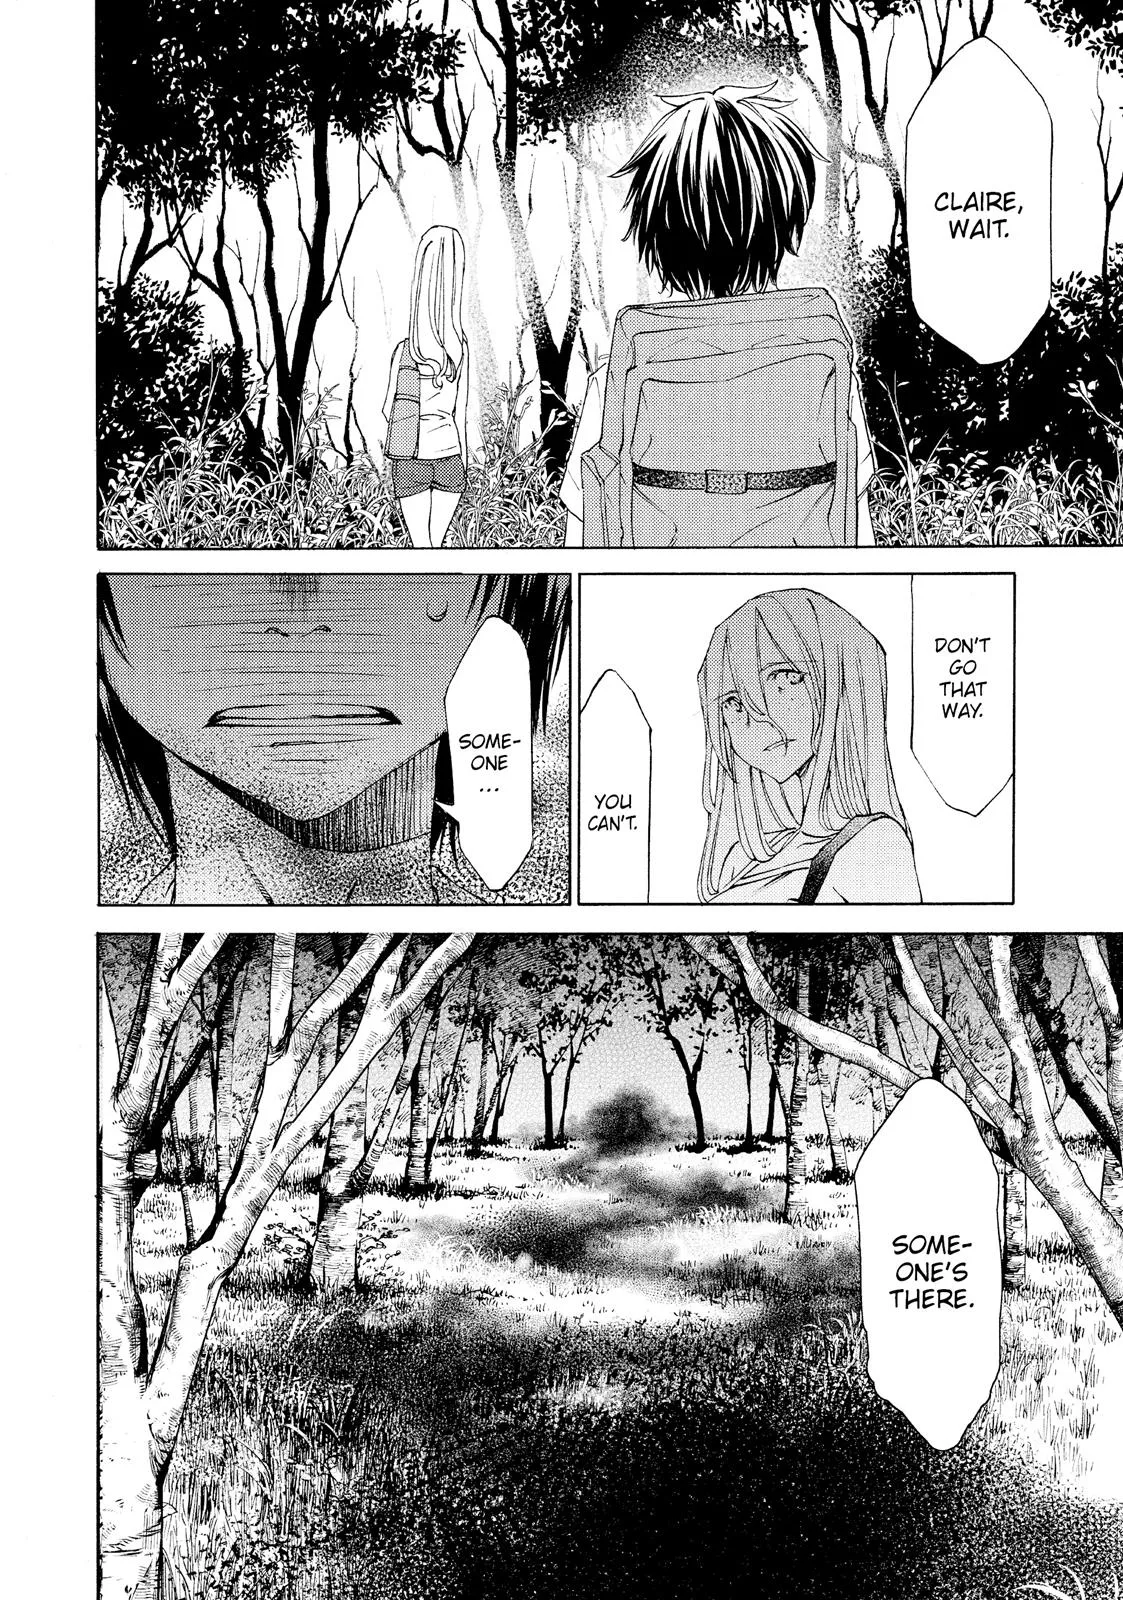 CLAIRE,
WAIT.
DON'T
GO
THAT
WAY.
YOU
CAN'T.
SOME-
ONE
...
SOME-
ONE'S
THERE.